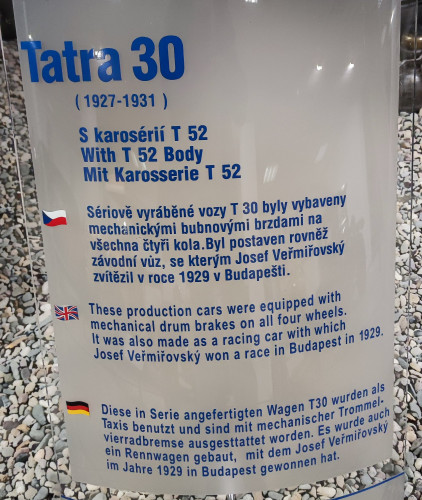 Tatra 30
( 1927-1931 )
S karosérií T 52
With T 52 Body
Mit Karosserie T 52
Sériově vyráběné vozy T 30 byly vybaveny
mechanickými bubnovými brzdami na
všechna čtyři kola.Byl postaven rovněž
závodní vůz, se kterým Josef Veřmiřovský
zvítězil v roce 1929 v Budapešti.
These production cars were equipped with
mechanical drum brakes on all four wheels.
It was also made as a racing car with which
Josef Veřmiřovský won a race in Budapest in 1929.
Diese in Serie angefertigten Wagen T30 wurden als
Taxis benutzt und sind mit mechanischer Trommel-
vierradbremse ausgesttattet worden. Es wurde auch
ein Rennwagen gebaut, mit dem Josef Veřmiřovský
im Jahre 1929 in Budapest gewonnen hat.